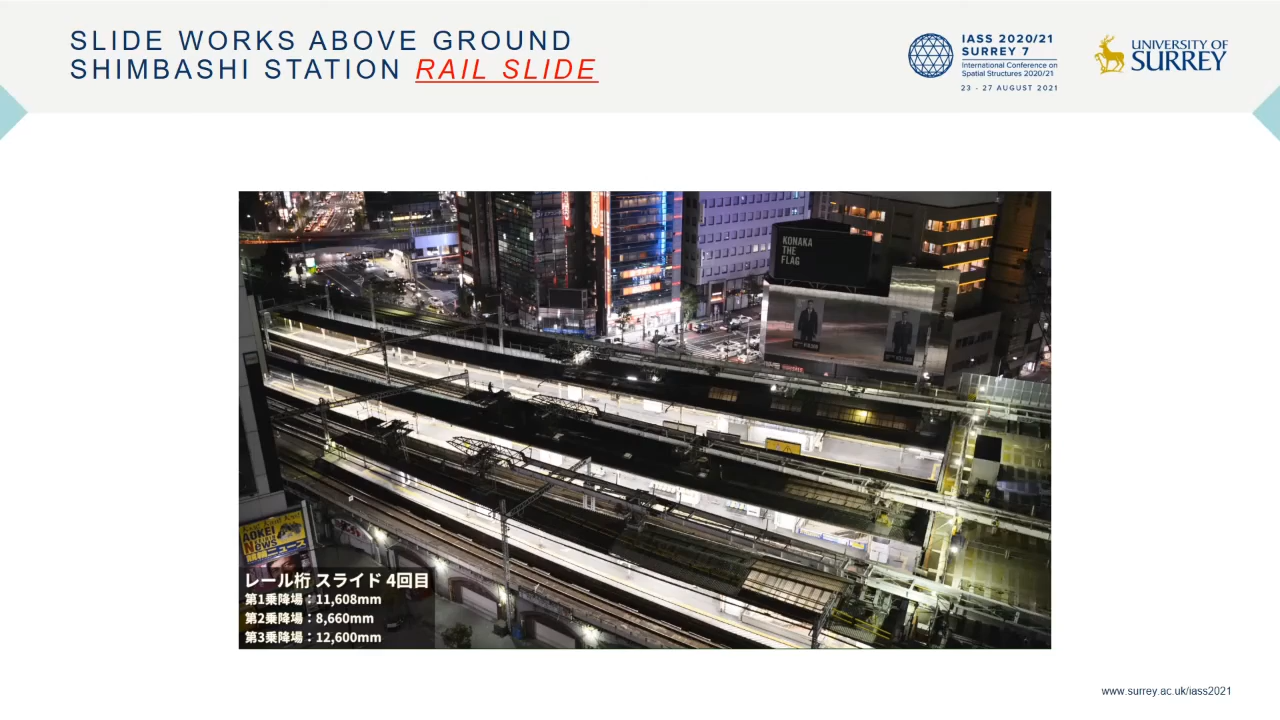 SLIDE WORKS ABOVE GROUND
SHIMBASHI STATION RAIL SLIDE
IASS 2020/21
SURREY 7
International Conference on
Spatial Structures 2020/21
23 - 27 AUGUST 2021
UNIVERSITY OF
SURREY
KONAKA
THE
FLAG
AOKEI
NEWS
レール桁 スライド 4回目
第1乗降場：11,608mm
第2乗降場：8,660mm
第3乗降場：12,600mm
www.surrey.ac.uk/iass2021